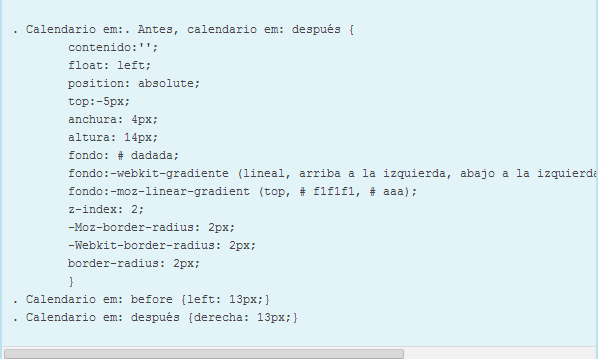 . Calendario em:. Antes, calendario em: después {
contenido:'';
float: left;
position: absolute;
top:-5px;
anchura: 4px;
altura: 14px;
fondo: # dadada;
fondo:-webkit-gradiente (lineal, arriba a la izquierda, abajo a la izquierda
fondo:-moz-linear-gradient (top, # f1f1f1, # aaa);
z-index: 2;
-Moz-border-radius: 2px;
-Webkit-border-radius: 2px;
border-radius: 2px;
}
. Calendario em: before {left: 13px;}
. Calendario em: después {derecha: 13px;}